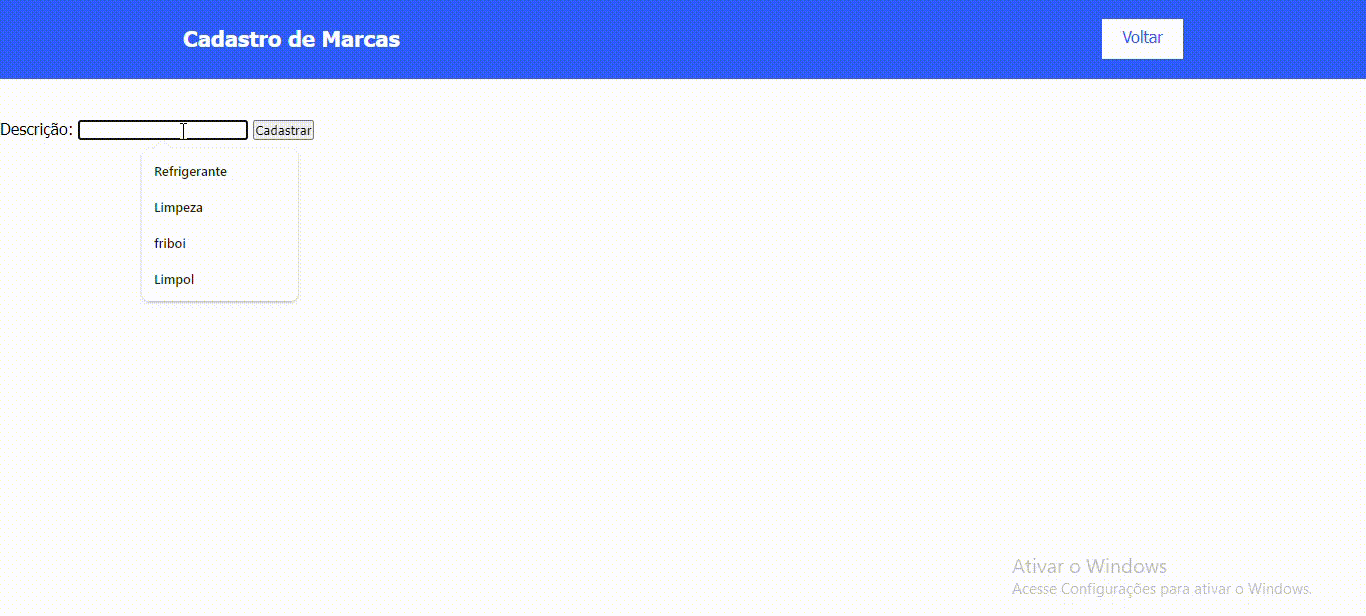 Cadastro de Marcas
Voltar
Descrição: Cadastrar
Refrigerante
Limpeza
friboi
Limpol
Ativar o Windows
Acesse Configurações para ativar o Windows.